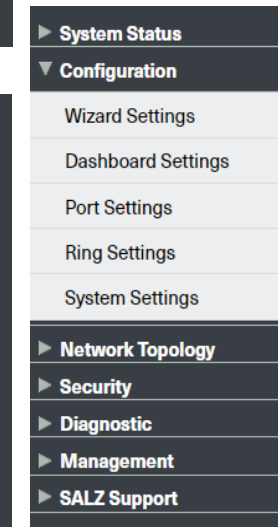 System Status
Configuration
Wizard Settings
Dashboard Settings
Port Settings
Ring Settings
System Settings
Network Topology
Security
Diagnostic
Management
SALZ Support